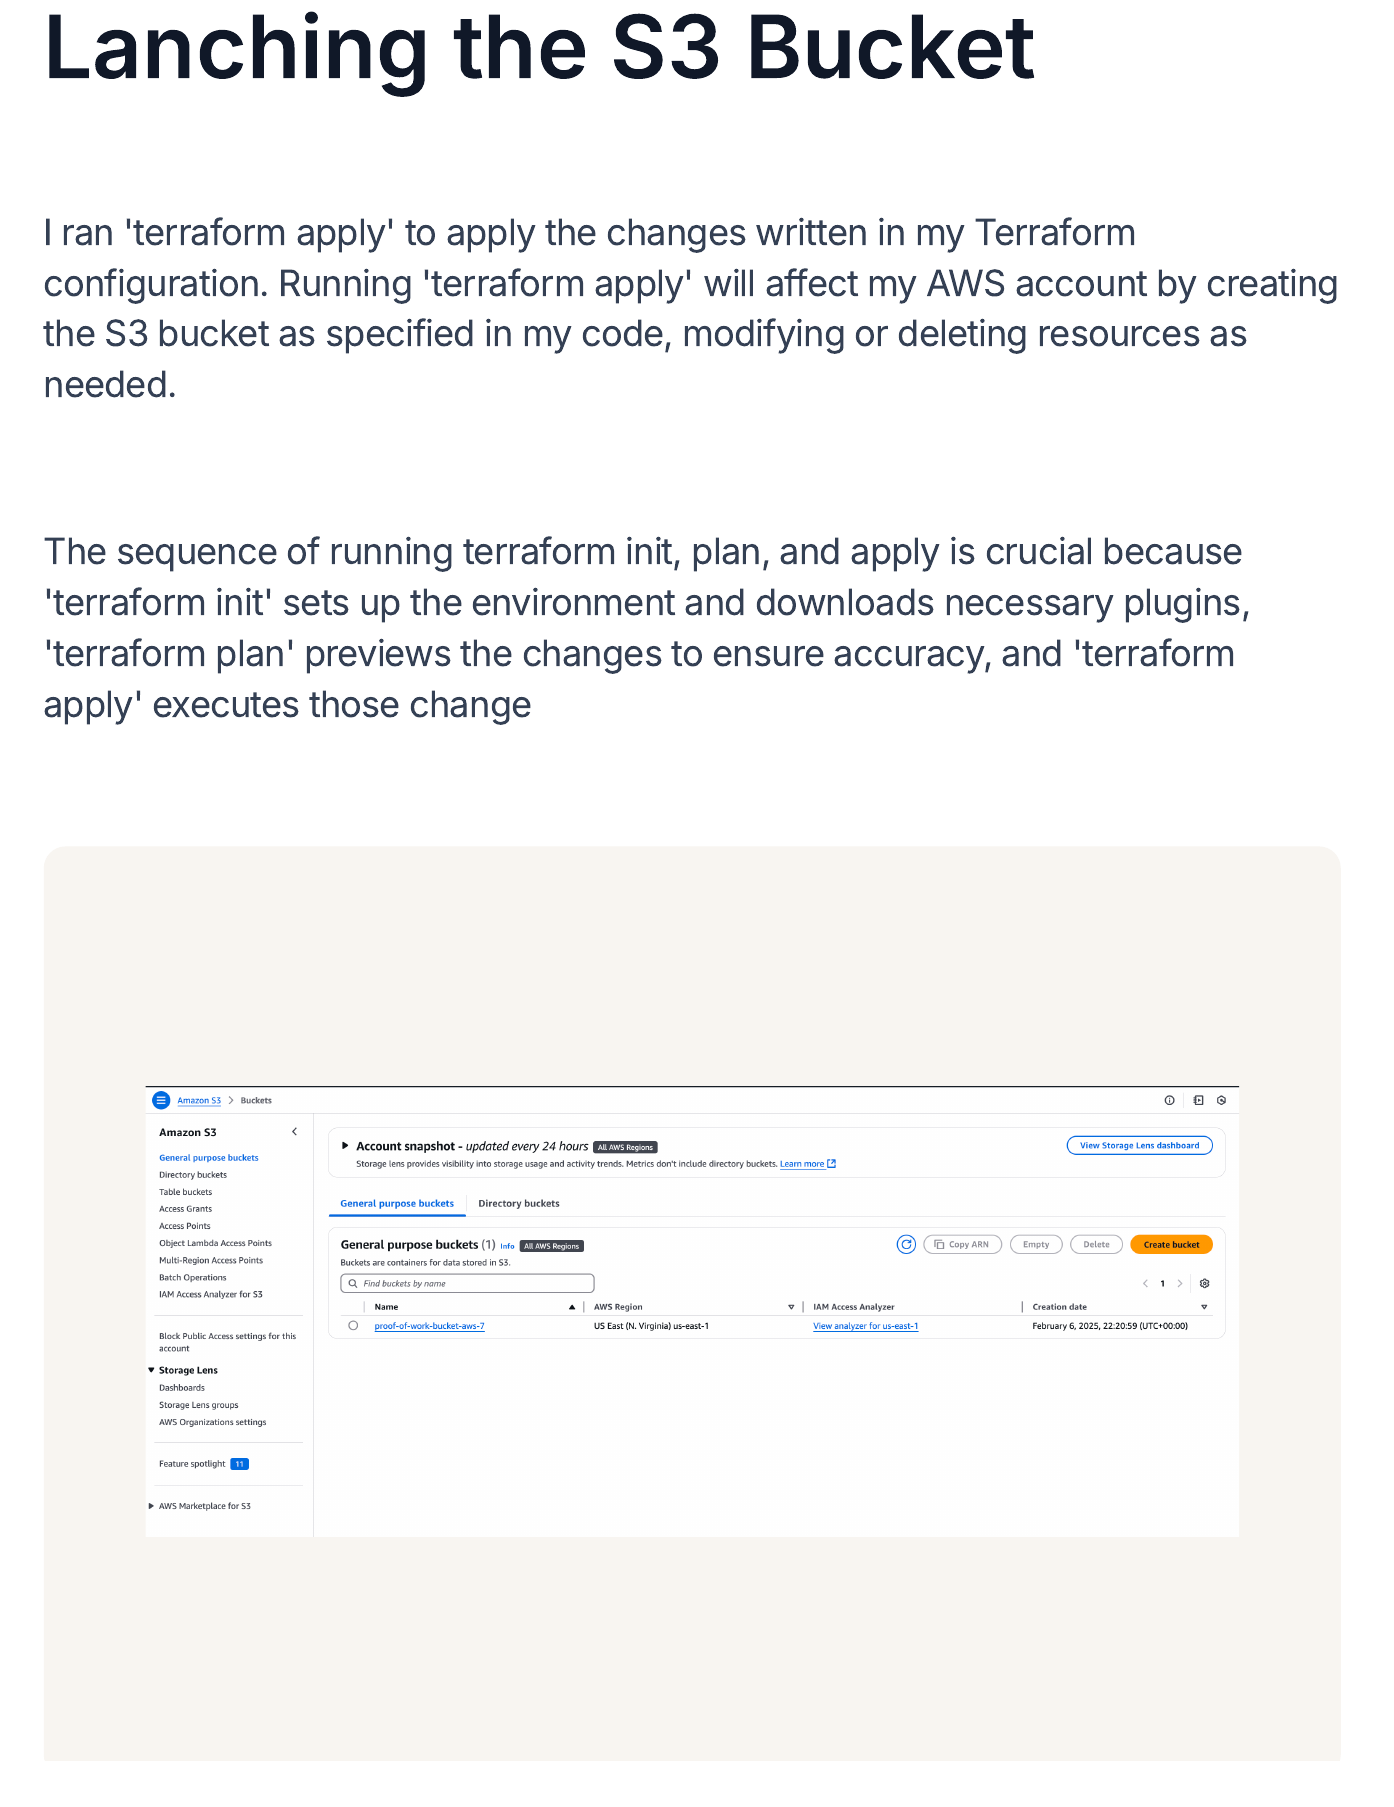 Lanching the S3 Bucket
I ran 'terraform apply' to apply the changes written in my Terraform
configuration. Running 'terraform apply' will affect my AWS account by creating
the S3 bucket as specified in my code, modifying or deleting resources as
needed.
The sequence of running terraform init, plan, and apply is crucial because
'terraform init' sets up the environment and downloads necessary plugins,
'terraform plan' previews the changes to ensure accuracy, and 'terraform
apply' executes those change
Amazon S3 > Buckets
Amazon S3
General purpose buckets
Directory buckets
Table buckets
Access Grants
Access Points
Object Lambda Access Points
Multi-Region Access Points
Batch Operations
IAM Access Analyzer for S3
Block Public Access settings for this
account
Storage Lens
Dashboards
Storage Lens groups
AWS Organizations settings
Feature spotlight 11
AWS Marketplace for S3
Account snapshot - updated every 24 hours All AWS Regions
View Storage Lens dashboard
Storage lens provides visibility into storage usage and activity trends. Metrics don't include directory buckets. Learn more
General purpose buckets Directory buckets
General purpose buckets (1) Info All AWS Regions
Copy ARN Empty Delete Create bucket
Buckets are containers for data stored in S3.
Find buckets by name
1
Name AWS Region IAM Access Analyzer Creation date
proof-of-work-bucket-aws-7 US East (N. Virginia) us-east-1 View analyzer for us-east-1 February 6, 2025, 22:20:59 (UTC+00:00)